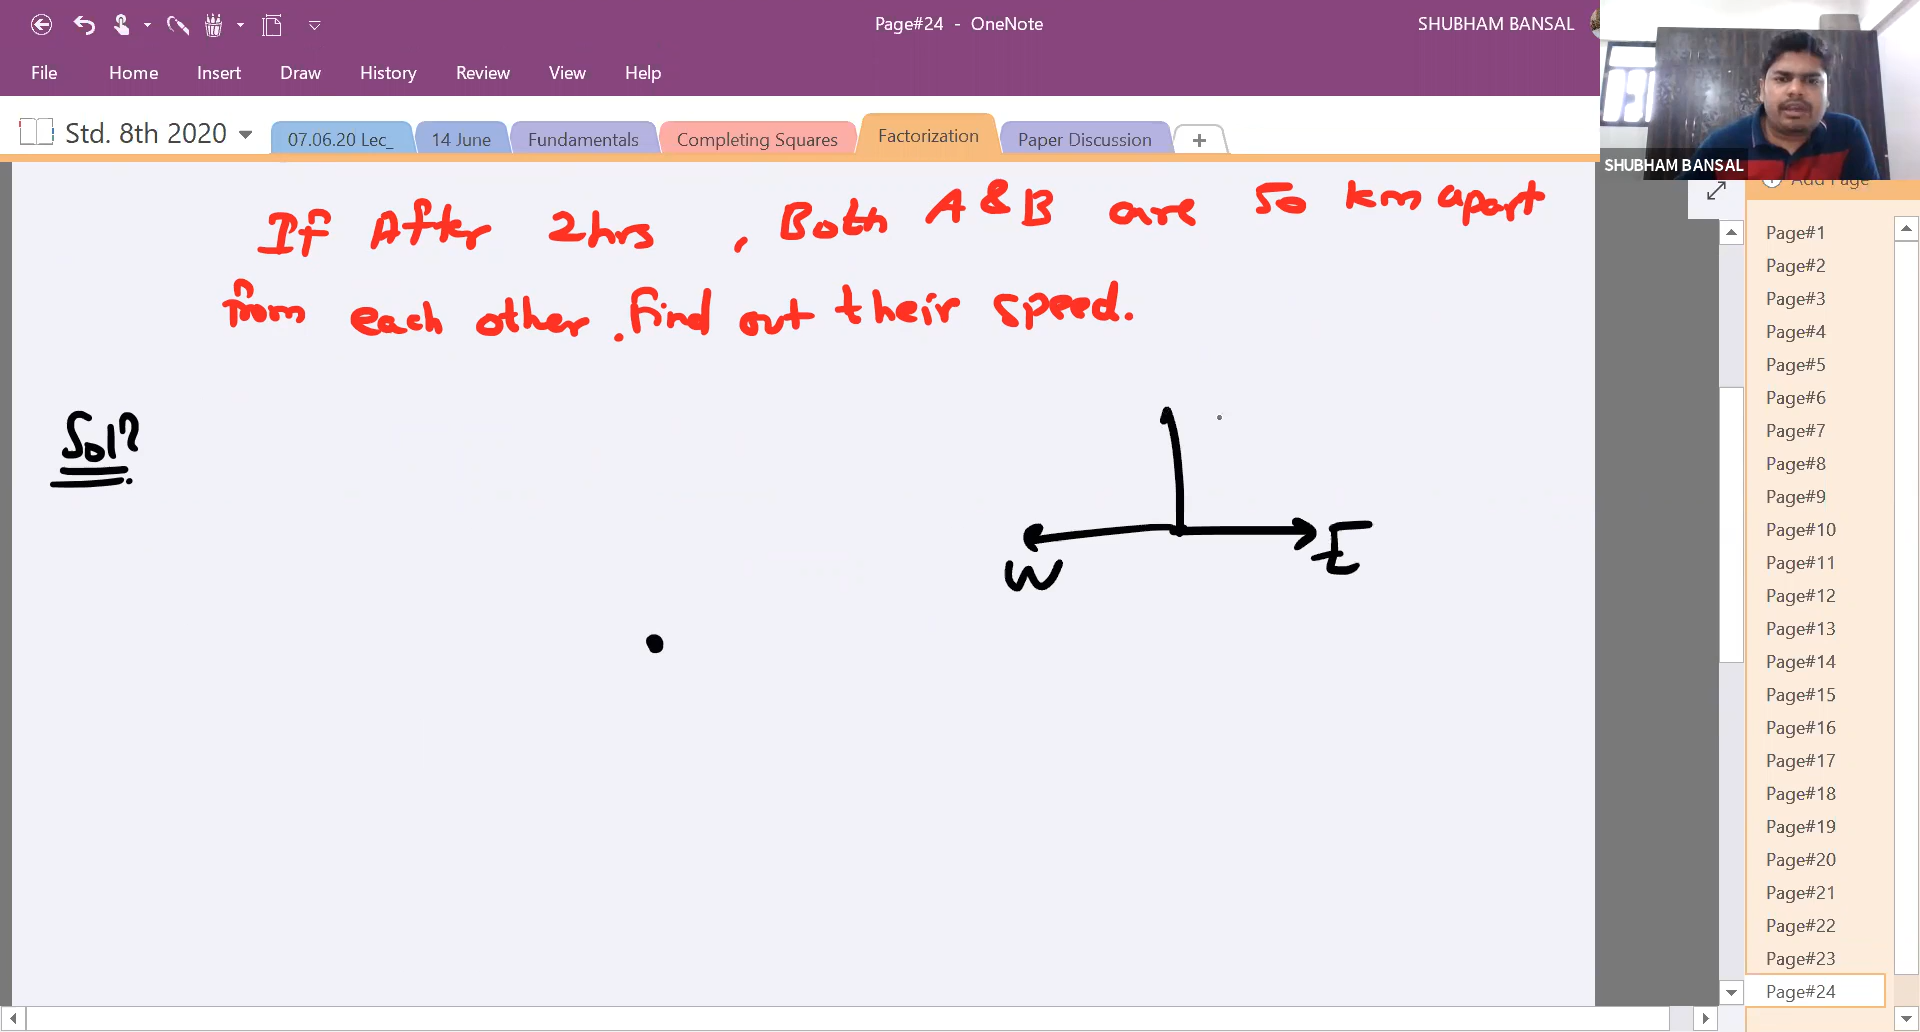 Page#24 - OneNote
SHUBHAM BANSAL
File Home Insert Draw History Review View Help
Std. 8th 2020
07.06.20 Lec_
14 June
Fundamentals
Completing Squares
Factorization
Paper Discussion
+
SHUBHAM BANSAL
Add Page
If After 2hrs , Both A & B are 50 km apart
from each other. Find out their speed.
Sol?
W
E
Page#1
Page#2
Page#3
Page#4
Page#5
Page#6
Page#7
Page#8
Page#9
Page#10
Page#11
Page#12
Page#13
Page#14
Page#15
Page#16
Page#17
Page#18
Page#19
Page#20
Page#21
Page#22
Page#23
Page#24